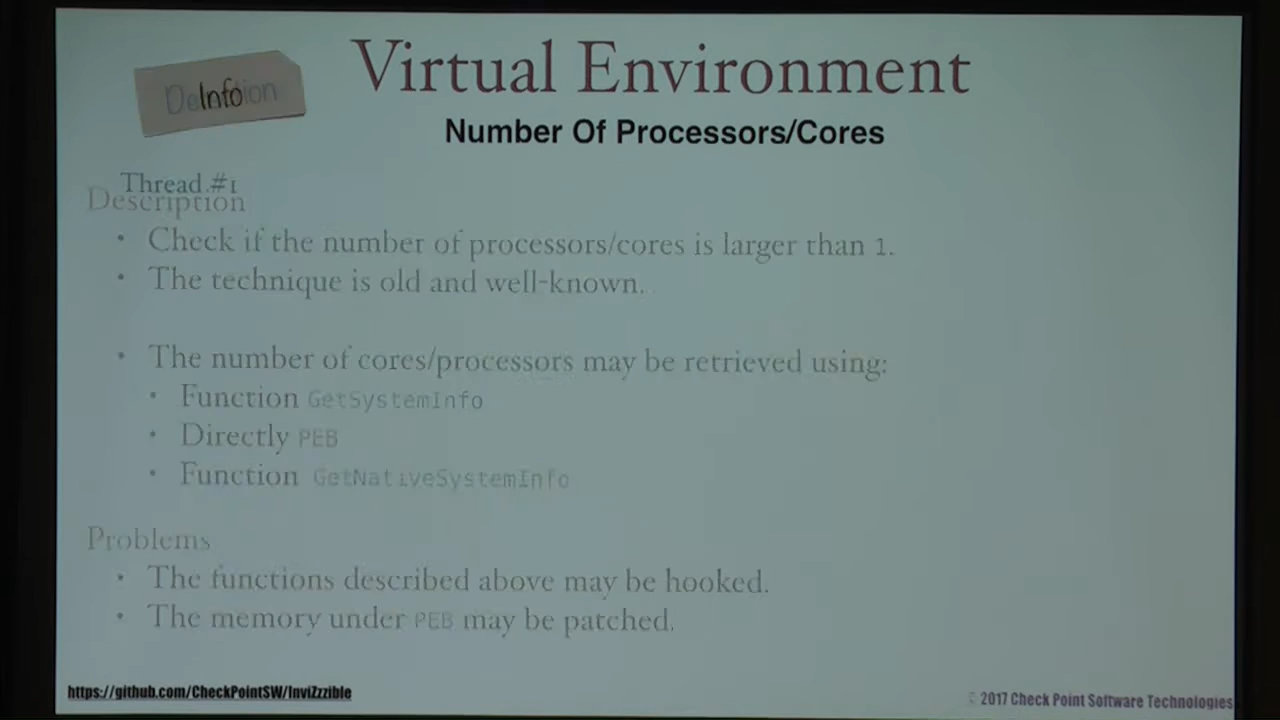 Virtual Environment
Info
Number Of Processors/Cores
Thread #1
Description
• Check if the number of processors/cores is larger than 1.
• The technique is old and well-known.
• The number of cores/processors may be retrieved using:
• Function GetSystemInfo
• Directly PEB
• Function GetNativeSystemInfo
Problems
• The functions described above may be hooked.
• The memory under PEB may be patched.
https://github.com/CheckPointSW/InviZzzible
© 2017 Check Point Software Technologies